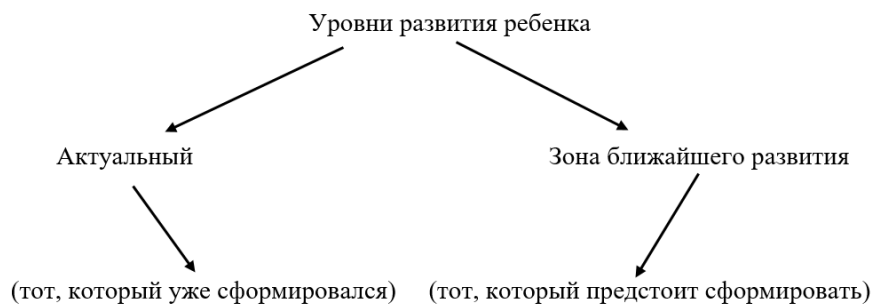 Уровни развития ребенка
Актуальный
Зона ближайшего развития
(тот, который уже сформировался)
(тот, который предстоит сформировать)